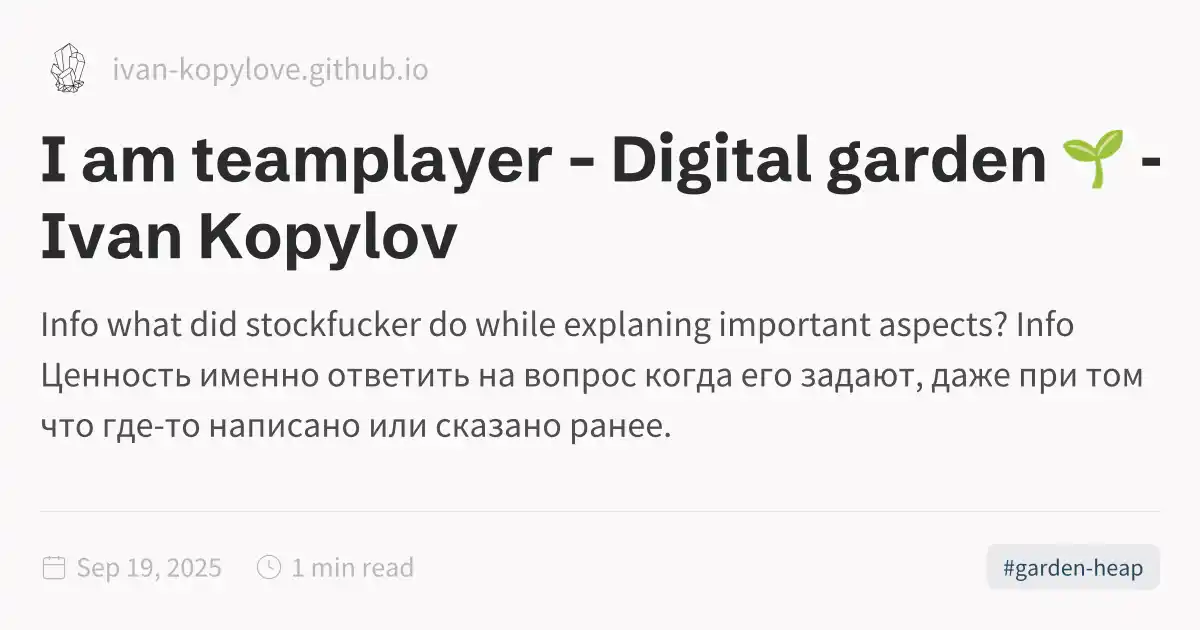 ivan-kopylove.github.io
I am teamplayer - Digital garden 🌱 -
Ivan Kopylov
Info what did stockfucker do while explaning important aspects? Info
Ценность именно ответить на вопрос когда его задают, даже при том
что где-то написано или сказано ранее.
Sep 19, 2025 1 min read #garden-heap